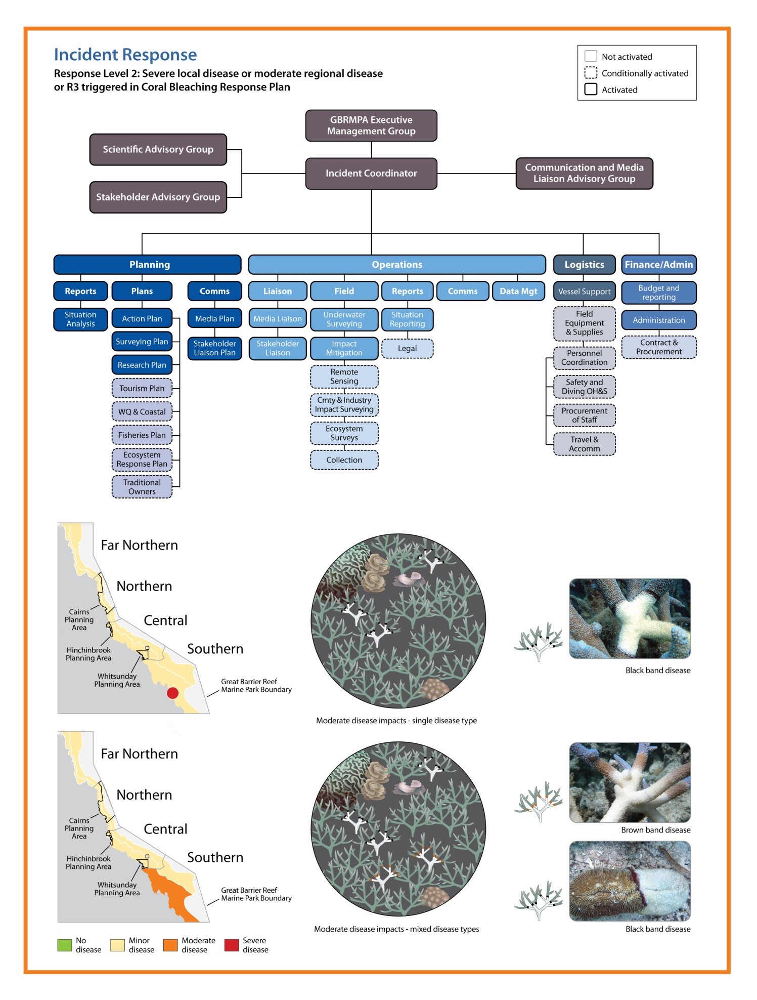 Incident Response
Response Level 2: Severe local disease or moderate regional disease
or R3 triggered in Coral Bleaching Response Plan
Not activated
Conditionally activated
Activated
GBRMPA Executive
Management Group
Scientific Advisory Group
Incident Coordinator
Communication and Media
Liaison Advisory Group
Stakeholder Advisory Group
Planning
Operations
Logistics
Finance/Admin
Reports
Plans
Comms
Liaison
Field
Reports
Comms
Data Mgt
Vessel Support
Budget and
reporting
Situation
Analysis
Action Plan
Surveying Plan
Research Plan
Tourism Plan
WQ & Coastal
Fisheries Plan
Ecosystem
Response Plan
Traditional
Owners
Media Plan
Stakeholder
Liaison Plan
Media Liaison
Stakeholder
Liaison
Underwater
Surveying
Impact
Mitigation
Remote
Sensing
Cmty & Industry
Impact Surveying
Ecosystem
Surveys
Collection
Situation
Reporting
Legal
Field
Equipment
& Supplies
Personnel
Coordination
Safety and
Diving OH&S
Procurement
of Staff
Travel &
Accomm
Administration
Contract &
Procurement
Far Northern
Northern
Cairns
Planning
Area
Central
Hinchinbrook
Planning Area
Southern
Whitsunday
Planning Area
Great Barrier Reef
Marine Park Boundary
Moderate disease impacts - single disease type
Black band disease
Far Northern
Northern
Cairns
Planning
Area
Central
Hinchinbrook
Planning Area
Southern
Whitsunday
Planning Area
Great Barrier Reef
Marine Park Boundary
Moderate disease impacts - mixed disease types
Brown band disease
Black band disease
No
disease
Minor
disease
Moderate
disease
Severe
disease